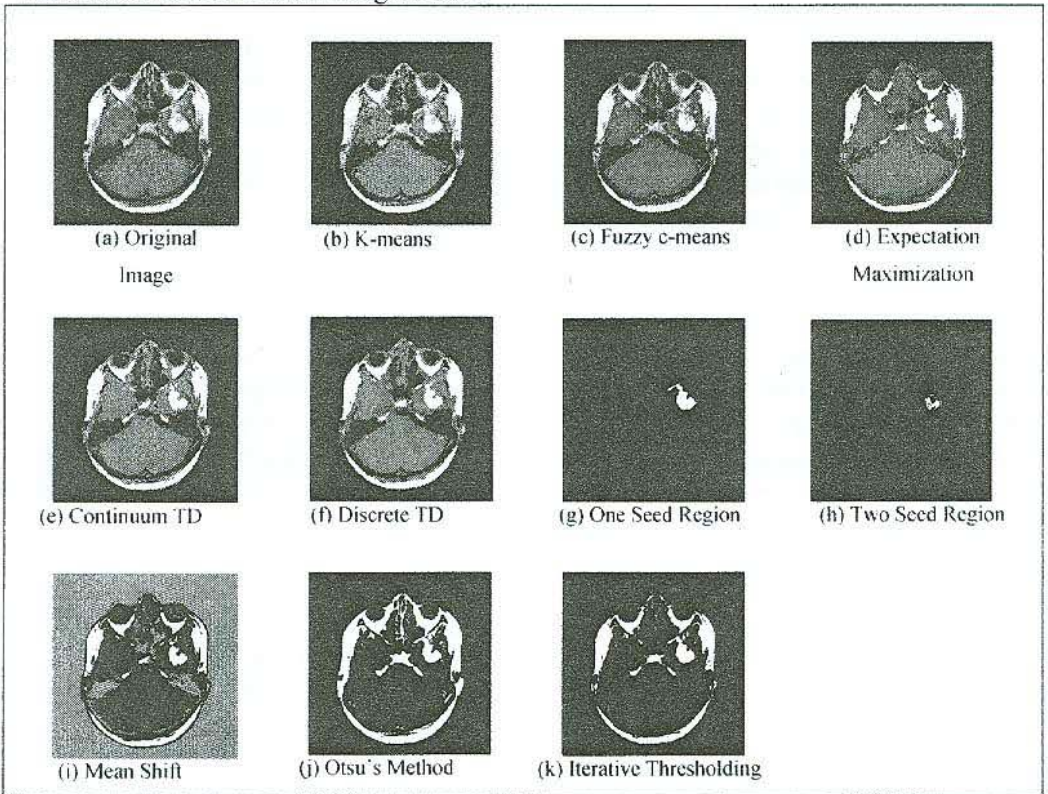 (a) Original
Image
(b) K-means
(c) Fuzzy c-means
(d) Expectation
Maximization
(e) Continuum TD
(f) Discrete TD
(g) One Seed Region
(h) Two Seed Region
(i) Mean Shift
(j) Otsu's Method
(k) Iterative Thresholding